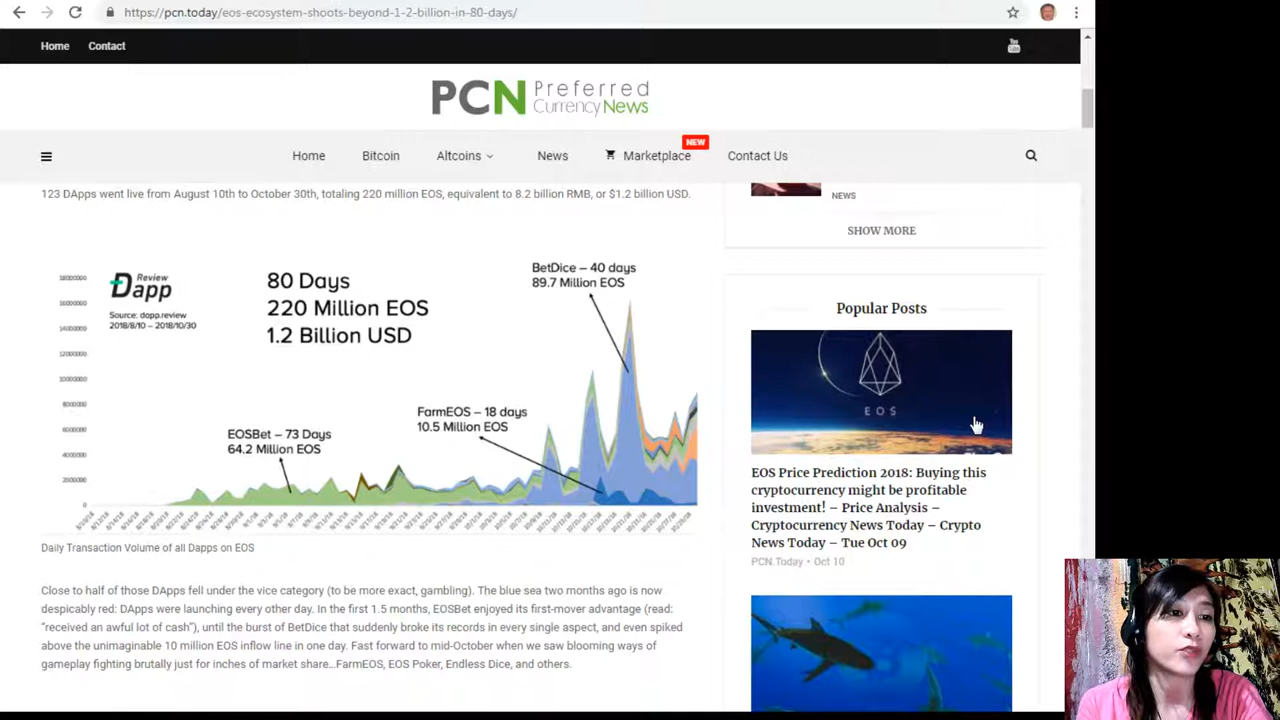 https://pcn.today/eos-ecosystem-shoots-beyond-1-2-billion-in-80-days/
Home Contact
You Tube
PCN Preferred Currency News
NEW
Home Bitcoin Altcoins News Marketplace Contact Us
123 DApps went live from August 10th to October 30th, totaling 220 million EOS, equivalent to 8.2 billion RMB, or $1.2 billion USD.
NEWS
SHOW MORE
Dapp Review
Source: dapp.review
2018/8/10 – 2018/10/30
80 Days
220 Million EOS
1.2 Billion USD
BetDice – 40 days
89.7 Million EOS
FarmEOS – 18 days
10.5 Million EOS
EOSBet – 73 Days
64.2 Million EOS
18000000
16000000
14000000
12000000
10000000
8000000
6000000
4000000
2000000
0
Daily Transaction Volume of all Dapps on EOS
Close to half of those DApps fell under the vice category (to be more exact, gambling). The blue sea two months ago is now
despicably red: DApps were launching every other day. In the first 1.5 months, EOSBet enjoyed its first-mover advantage (read:
"received an awful lot of cash"), until the burst of BetDice that suddenly broke its records in every single aspect, and even spiked
above the unimaginable 10 million EOS inflow line in one day. Fast forward to mid-October when we saw blooming ways of
gameplay fighting brutally just for inches of market share…FarmEOS, EOS Poker, Endless Dice, and others.
Popular Posts
EOS
EOS Price Prediction 2018: Buying this
cryptocurrency might be profitable
investment! – Price Analysis –
Cryptocurrency News Today – Crypto
News Today – Tue Oct 09
PCN.Today • Oct 10